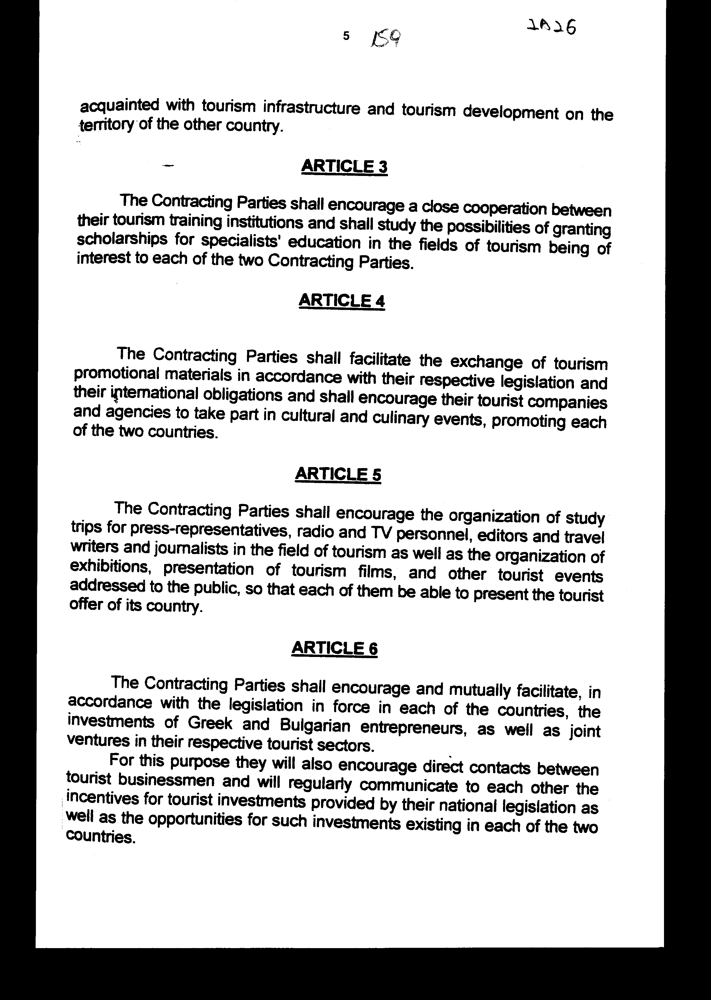 5 159
acquainted with tourism infrastructure and tourism development on the
territory of the other country.
ARTICLE 3
The Contracting Parties shall encourage a close cooperation between
their tourism training institutions and shall study the possibilities of granting
scholarships for specialists' education in the fields of tourism being of
interest to each of the two Contracting Parties.
ARTICLE 4
The Contracting Parties shall facilitate the exchange of tourism
promotional materials in accordance with their respective legislation and
their international obligations and shall encourage their tourist companies
and agencies to take part in cultural and culinary events, promoting each
of the two countries.
ARTICLE 5
The Contracting Parties shall encourage the organization of study
trips for press-representatives, radio and TV personnel, editors and travel
writers and journalists in the field of tourism as well as the organization of
exhibitions, presentation of tourism films, and other tourist events
addressed to the public, so that each of them be able to present the tourist
offer of its country.
ARTICLE 6
The Contracting Parties shall encourage and mutually facilitate, in
accordance with the legislation in force in each of the countries, the
investments of Greek and Bulgarian entrepreneurs, as well as joint
ventures in their respective tourist sectors.
For this purpose they will also encourage direct contacts between
tourist businessmen and will regularly communicate to each other the
incentives for tourist investments provided by their national legislation as
well as the opportunities for such investments existing in each of the two
countries.